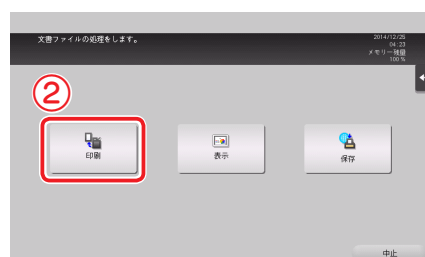 文書ファイルの処理をします。
2014/12/25
04:23
メモリー残量
100 %
②
印刷
表示
保存
中止